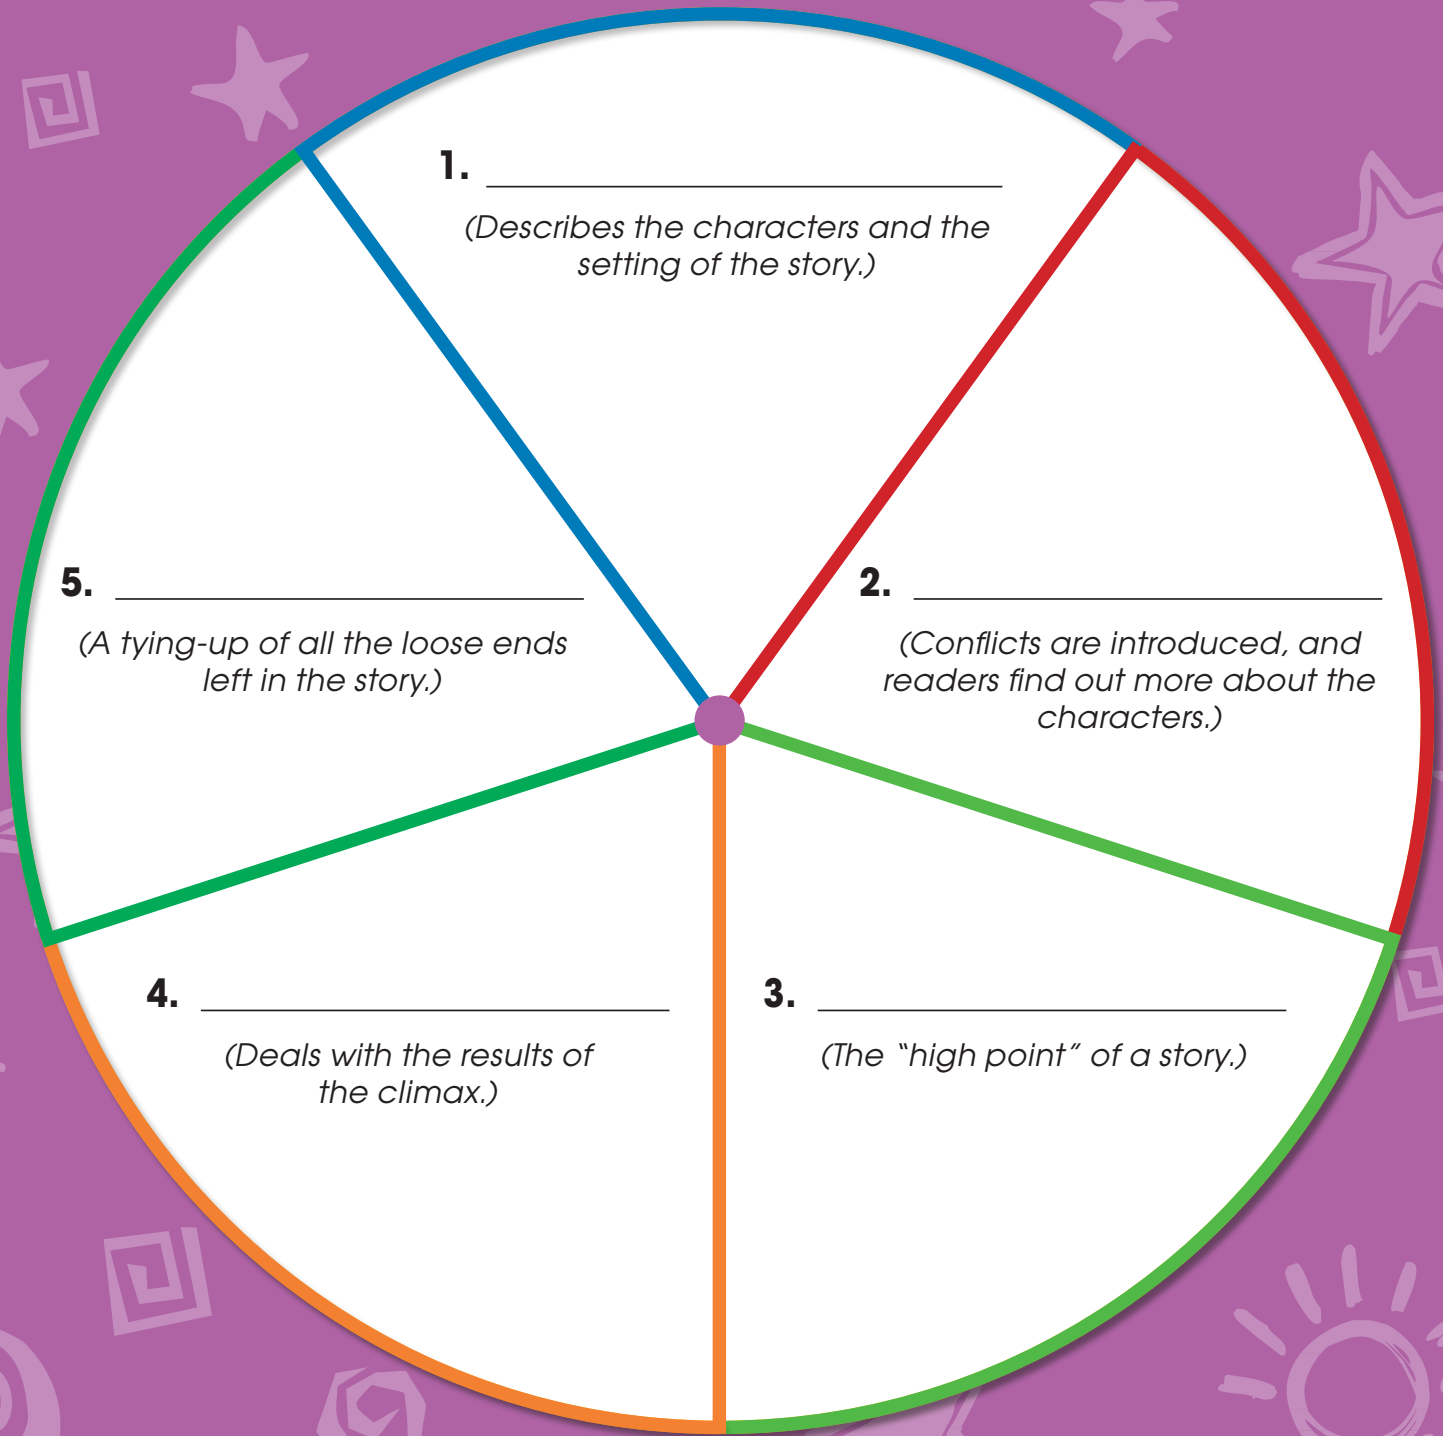 1. ____________________
(Describes the characters and the
setting of the story.)
2. ____________________
(Conflicts are introduced, and
readers find out more about the
characters.)
3. ____________________
(The “high point” of a story.)
4. ____________________
(Deals with the results of
the climax.)
5. ____________________
(A tying-up of all the loose ends
left in the story.)